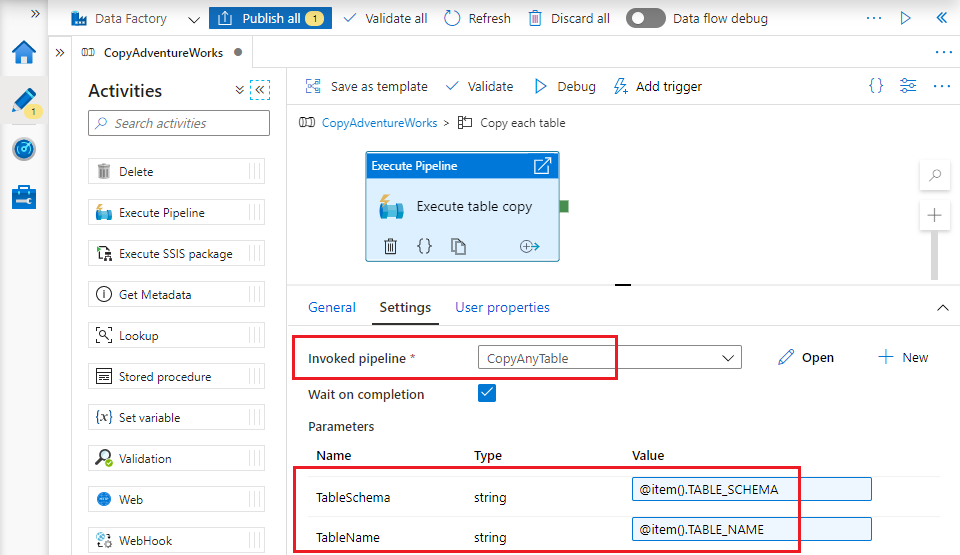 Data Factory Publish all 1 Validate all Refresh Discard all Data flow debug
CopyAdventureWorks
1
Activities
Search activities
Delete
Execute Pipeline
Execute SSIS package
Get Metadata
Lookup
Stored procedure
{x} Set variable
Validation
Web
WebHook
Save as template Validate Debug Add trigger {}
CopyAdventureWorks > Copy each table
Execute Pipeline
Execute table copy
{}
General Settings User properties
Invoked pipeline * CopyAnyTable Open New
Wait on completion
Parameters
Name Type Value
TableSchema string @item().TABLE_SCHEMA
TableName string @item().TABLE_NAME